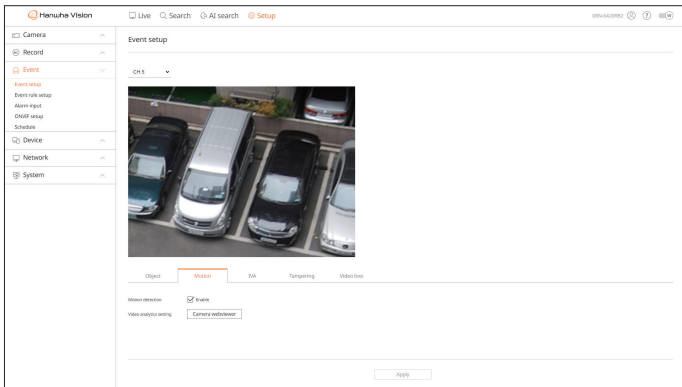 Hanwha Vision
Live Search AI search Setup
Camera
Record
Event
Event setup
Event rule setup
Alarm input
ONVIF setup
Schedule
Device
Network
System
Event setup
CH 5
Object Motion IVA Tampering Video loss
Motion detection Enable
Video analytics setting Camera webviewer
Apply